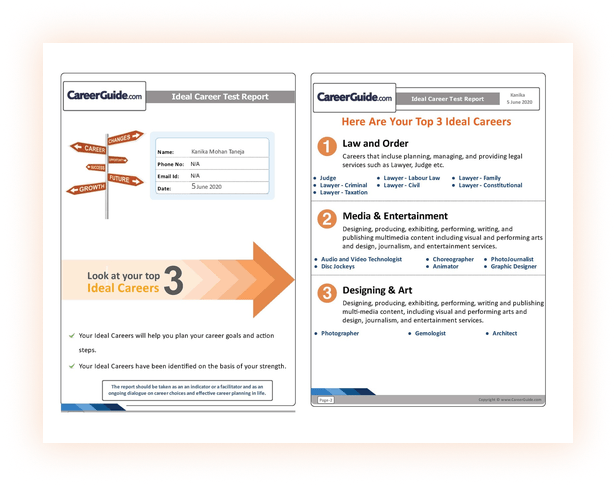 CareerGuide.com
Ideal Career Test Report
CHANGES
CAREER
SUCCESS
FUTURE
GROWTH
Name: Kanika Mohan Taneja
Phone No: N/A
Email Id: N/A
Date: 5 June 2020
Look at your top
Ideal Careers
3
Your Ideal Careers will help you plan your career goals and action
steps.
Your Ideal Careers have been identified on the basis of your strength.
The report should be taken as an indicator or a facilitator and as an
ongoing dialogue on career choices and effective career planning in life.
CareerGuide.com
Ideal Career Test Report
Kanika
5 June 2020
Here Are Your Top 3 Ideal Careers
1 Law and Order
Careers that incluse planning, managing, and providing legal
services such as Lawyer, Judge etc.
• Judge • Lawyer - Labour Law • Lawyer - Family
• Lawyer - Criminal • Lawyer - Civil • Lawyer - Constitutional
• Lawyer - Taxation
2 Media & Entertainment
Designing, producing, exhibiting, performing, writing, and
publishing multimedia content including visual and performing arts
and design, journalism, and entertainment services.
• Audio and Video Technologist • Choreographer • PhotoJournalist
• Disc Jockeys • Animator • Graphic Designer
3 Designing & Art
Designing, producing, exhibiting, performing, writing and publishing
multi-media content, including visual and performing arts and
design, journalism, and entertainment services.
• Photographer • Gemologist • Architect
Page-2
Copyright © www.CareerGuide.com